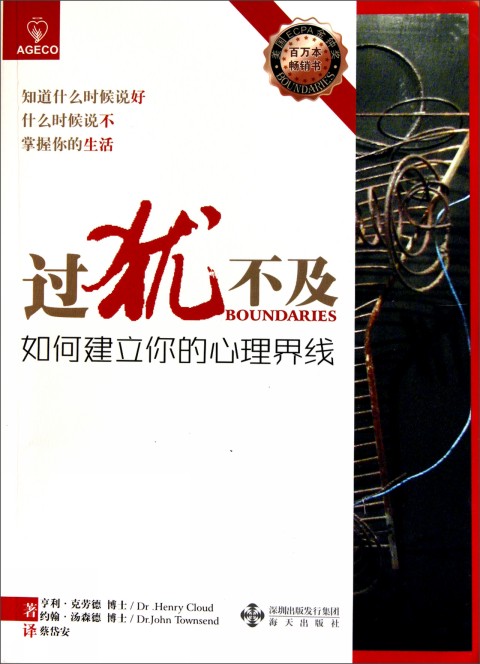 AGECO
美国ECPA金钟奖
百万本
畅销书
BOUNDARIES
知道什么时候说好
什么时候说不
掌握你的生活
过犹不及
BOUNDARIES
如何建立你的心理界线
著 亨利·克劳德 博士/Dr .Henry Cloud
约翰·汤森德 博士/Dr.John Townsend
译 蔡岱安
深圳出版发行集团
海天出版社